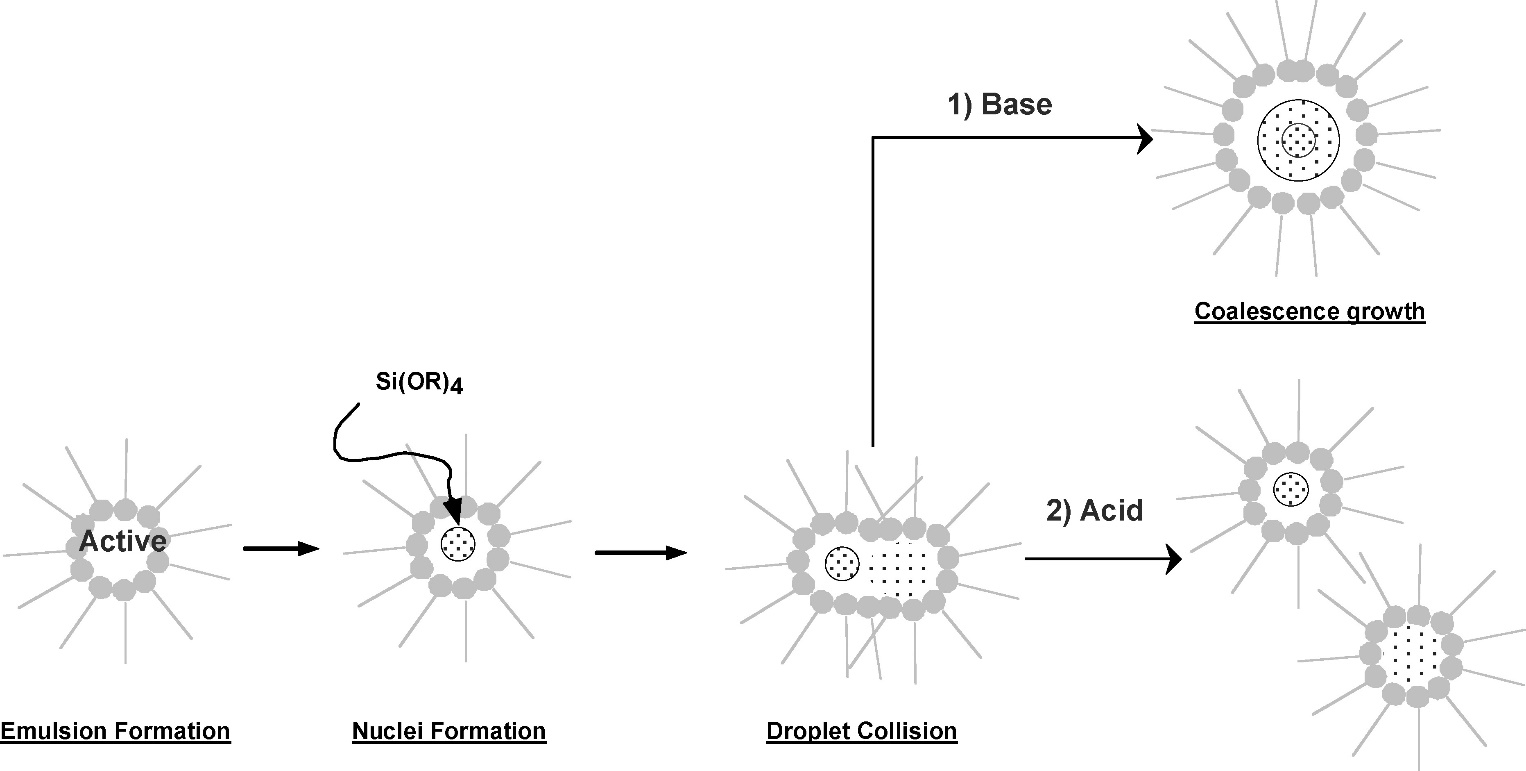 1) Base
Coalescence growth
Si(OR)4
Active
2) Acid
Emulsion Formation
Nuclei Formation
Droplet Collision